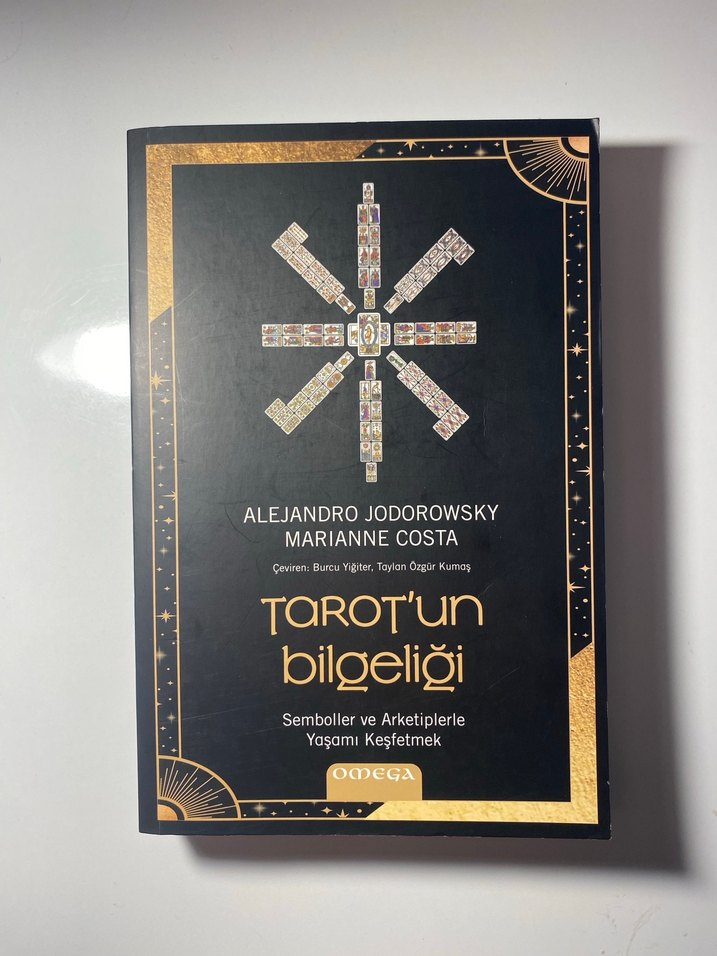 ALEJANDRO JODOROWSKY
MARIANNE COSTA
Çeviren: Burcu Yiğiter, Taylan Özgür Kumaş
TAROT'un
bilgeliği
Semboller ve Arketiplerle
Yaşamı Keşfetmek
OMEGA